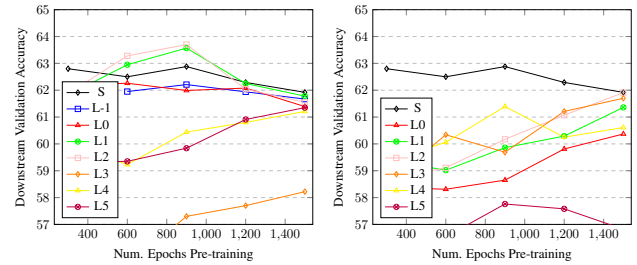 65
64
63
62
61
60
59
58
57
Downstream Validation Accuracy
S
L-1
L0
L1
L2
L3
L4
L5
400 600 800 1,000 1,200 1,400
Num. Epochs Pre-training
65
64
63
62
61
60
59
58
57
Downstream Validation Accuracy
S
L0
L1
L2
L3
L4
L5
400 600 800 1,000 1,200 1,400
Num. Epochs Pre-training